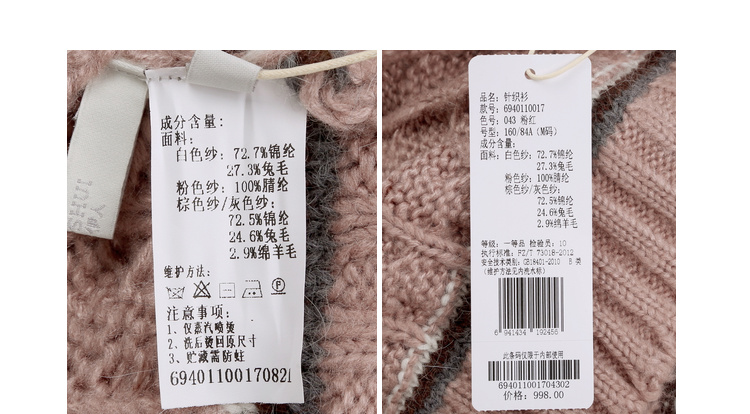 成分含量:
面料:
白色纱: 72.7%锦纶
27.3%兔毛
粉色纱: 100%腈纶
棕色纱/灰色纱:
72.5%锦纶
24.6%兔毛
2.9%绵羊毛
维护方法:
P
注意事项:
1、仅蒸汽喷烫
2、洗后烫回原尺寸
3、贮藏需防蛀
6940110017082
品名: 针织衫
款号: 6940110017
色号: 043 粉红
号型: 160/84A (M码)
成分含量:
面料: 白色纱: 72.7%锦纶
27.3%兔毛
粉色纱: 100%腈纶
棕色纱/灰色纱:
72.5%锦纶
24.6%兔毛
2.9%绵羊毛
等级: 一等品 检验员: 10
执行标准: FZ/T 73018-2012
安全技术类别: GB18401-2010 B 类
(维护方法见内洗水标)
6 941434 192456
此条码仅限于内部使用
694011001704302
价格: 998.00